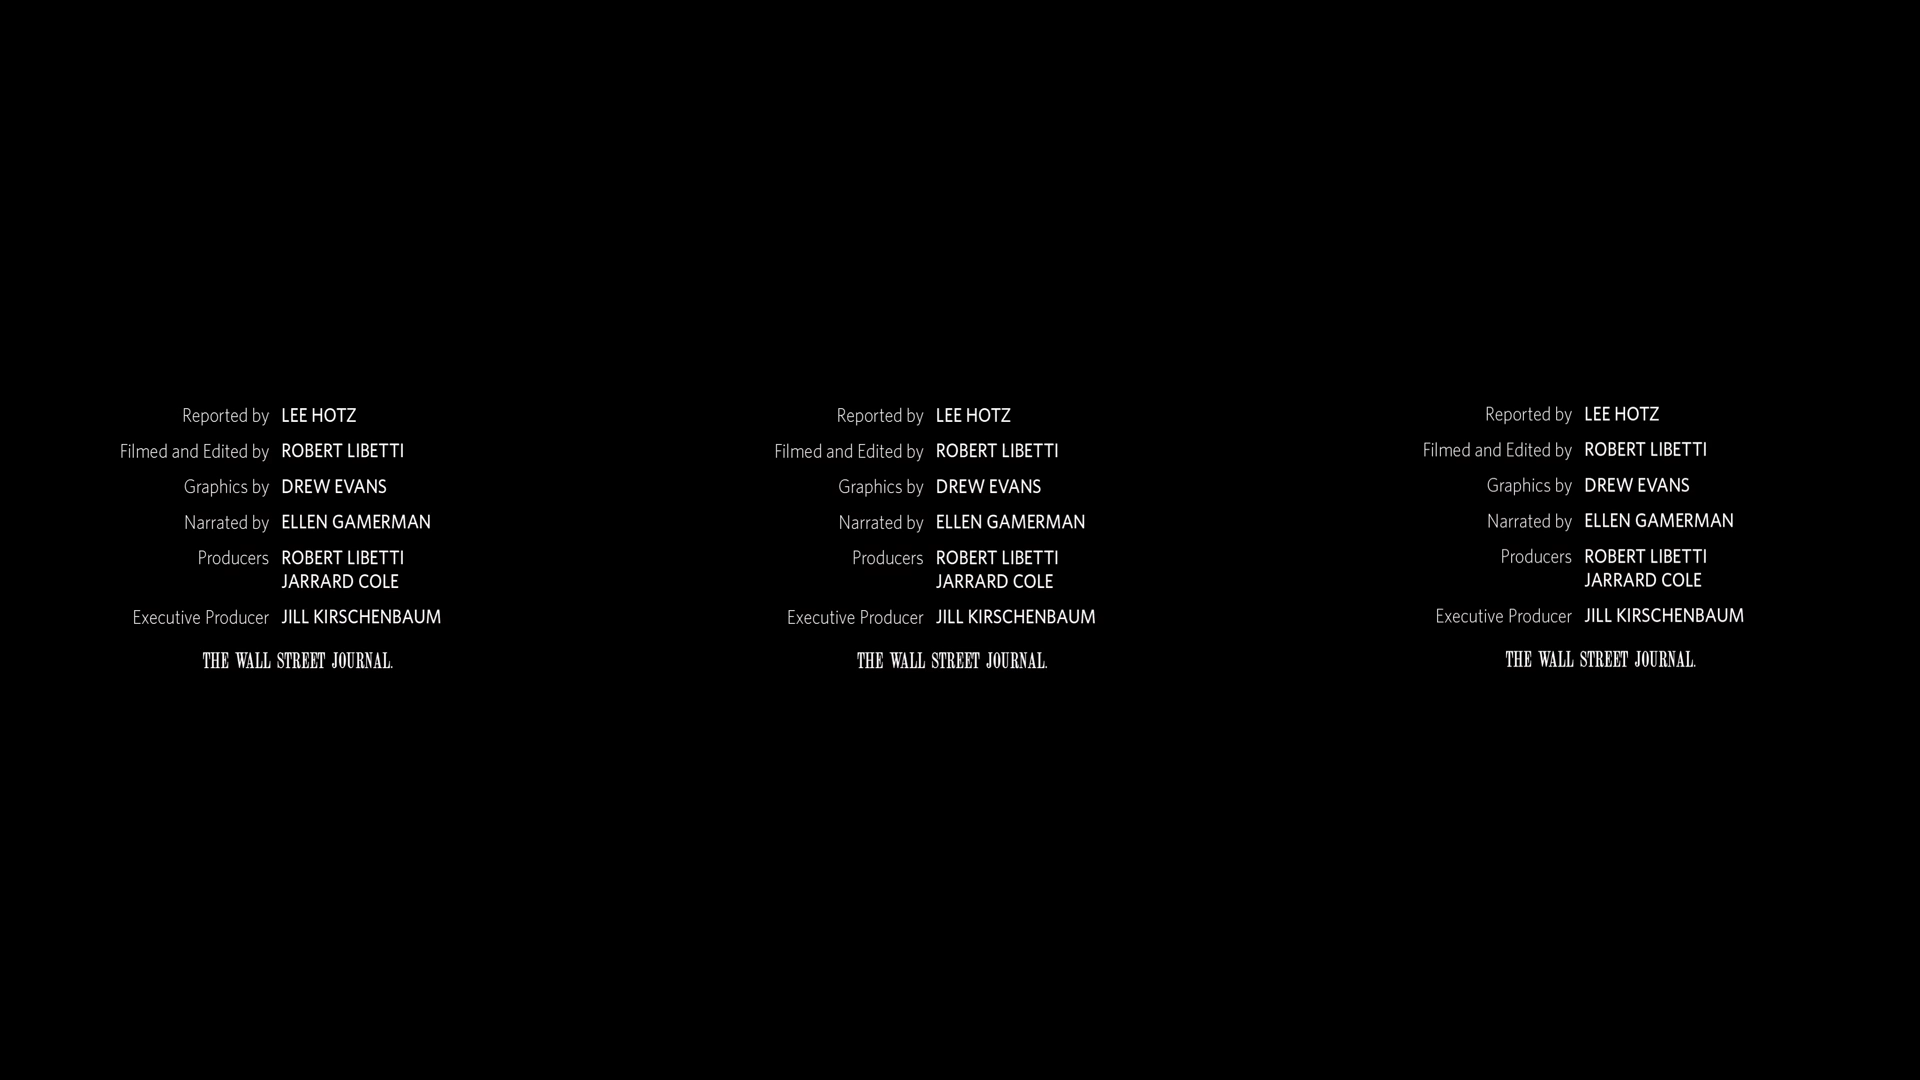 Reported by LEE HOTZ
Filmed and Edited by ROBERT LIBETTI
Graphics by DREW EVANS
Narrated by ELLEN GAMERMAN
Producers ROBERT LIBETTI
JARRARD COLE
Executive Producer JILL KIRSCHENBAUM
THE WALL STREET JOURNAL.
Reported by LEE HOTZ
Filmed and Edited by ROBERT LIBETTI
Graphics by DREW EVANS
Narrated by ELLEN GAMERMAN
Producers ROBERT LIBETTI
JARRARD COLE
Executive Producer JILL KIRSCHENBAUM
THE WALL STREET JOURNAL.
Reported by LEE HOTZ
Filmed and Edited by ROBERT LIBETTI
Graphics by DREW EVANS
Narrated by ELLEN GAMERMAN
Producers ROBERT LIBETTI
JARRARD COLE
Executive Producer JILL KIRSCHENBAUM
THE WALL STREET JOURNAL.